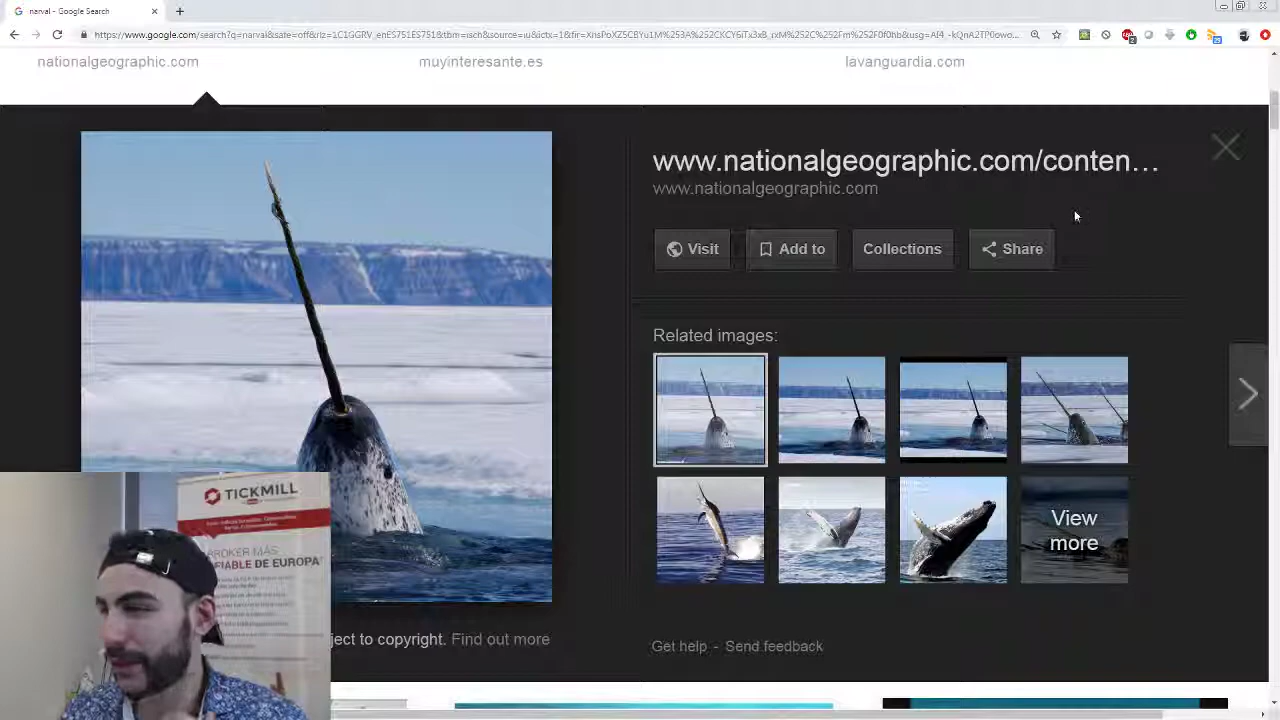 narval - Google Search
nationalgeographic.com
muyinteresante.es
lavanguardia.com
www.nationalgeographic.com/conten…
www.nationalgeographic.com
Visit
Add to
Collections
Share
Related images:
View
more
ject to copyright. Find out more
Get help - Send feedback
TICKMILL
BROKER MÁS
FIABLE DE EUROPA